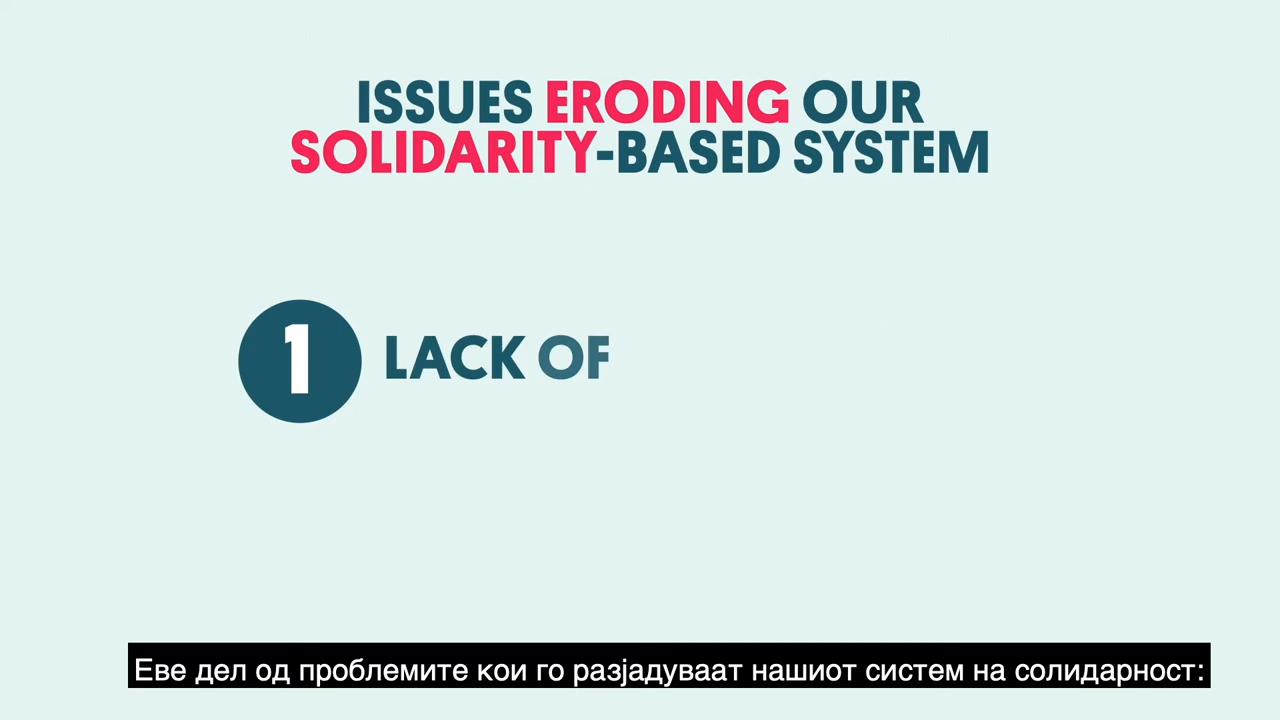 ISSUES ERODING OUR
SOLIDARITY-BASED SYSTEM
1 LACK OF
Еве дел од проблемите кои го разјадуваат нашиот систем на солидарност: